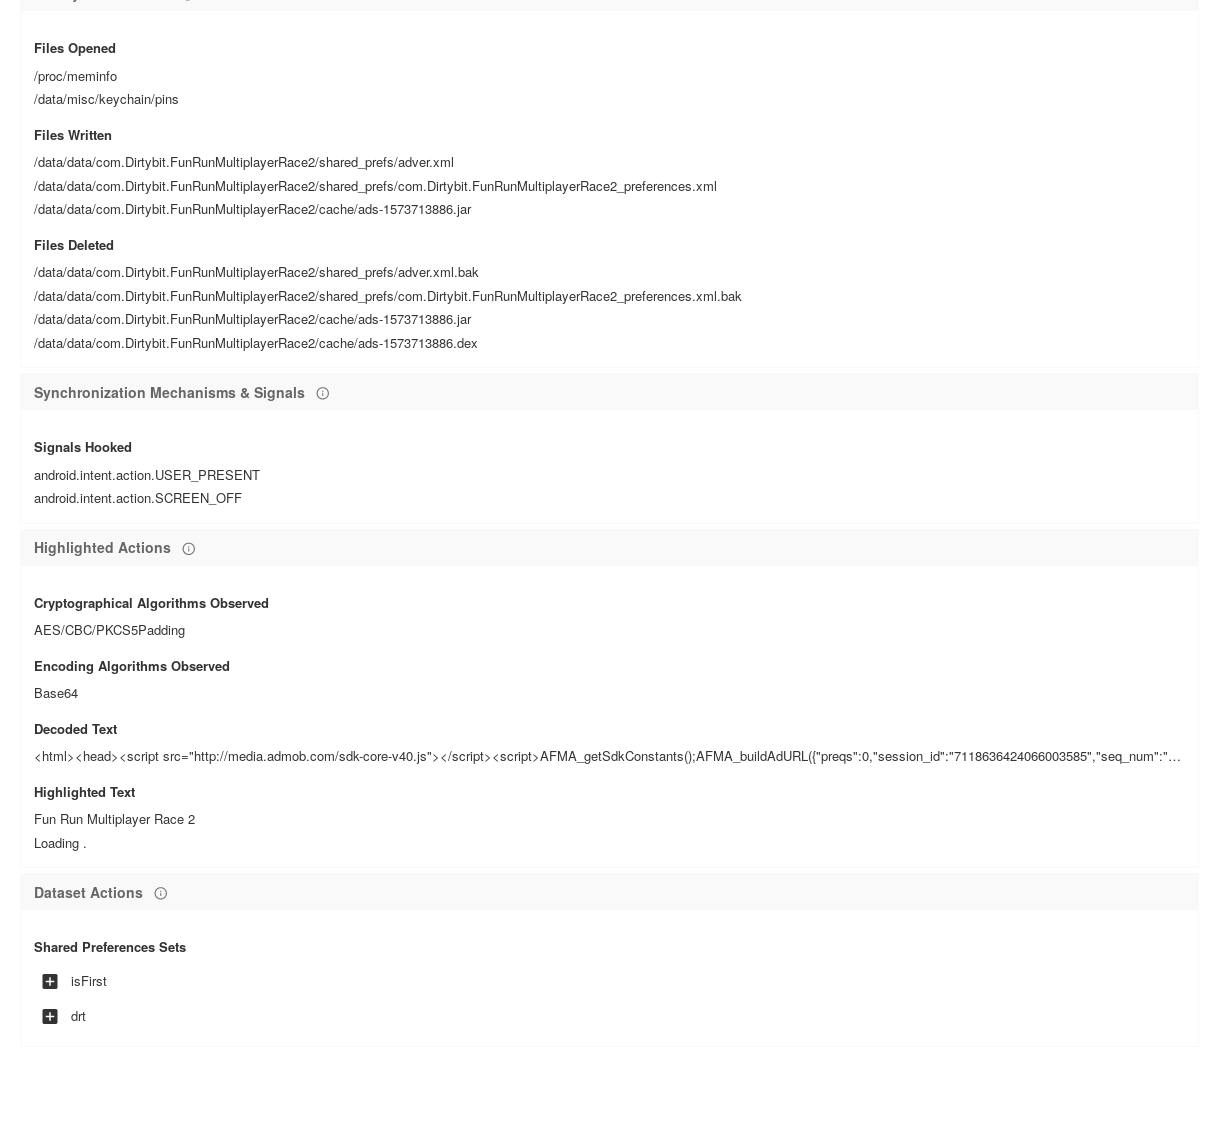 Files Opened
/proc/meminfo
/data/misc/keychain/pins
Files Written
/data/data/com.Dirtybit.FunRunMultiplayerRace2/shared_prefs/adver.xml
/data/data/com.Dirtybit.FunRunMultiplayerRace2/shared_prefs/com.Dirtybit.FunRunMultiplayerRace2_preferences.xml
/data/data/com.Dirtybit.FunRunMultiplayerRace2/cache/ads-1573713886.jar
Files Deleted
/data/data/com.Dirtybit.FunRunMultiplayerRace2/shared_prefs/adver.xml.bak
/data/data/com.Dirtybit.FunRunMultiplayerRace2/shared_prefs/com.Dirtybit.FunRunMultiplayerRace2_preferences.xml.bak
/data/data/com.Dirtybit.FunRunMultiplayerRace2/cache/ads-1573713886.jar
/data/data/com.Dirtybit.FunRunMultiplayerRace2/cache/ads-1573713886.dex
Synchronization Mechanisms & Signals
Signals Hooked
android.intent.action.USER_PRESENT
android.intent.action.SCREEN_OFF
Highlighted Actions
Cryptographical Algorithms Observed
AES/CBC/PKCS5Padding
Encoding Algorithms Observed
Base64
Decoded Text
<html><head><script src="http://media.admob.com/sdk-core-v40.js"></script><script>AFMA_getSdkConstants();AFMA_buildAdURL({"preqs":0,"session_id":"7118636424066003585","seq_num":"…
Highlighted Text
Fun Run Multiplayer Race 2
Loading .
Dataset Actions
Shared Preferences Sets
isFirst
drt